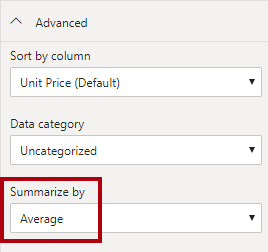 Advanced
Sort by column
Unit Price (Default)
Data category
Uncategorized
Summarize by
Average